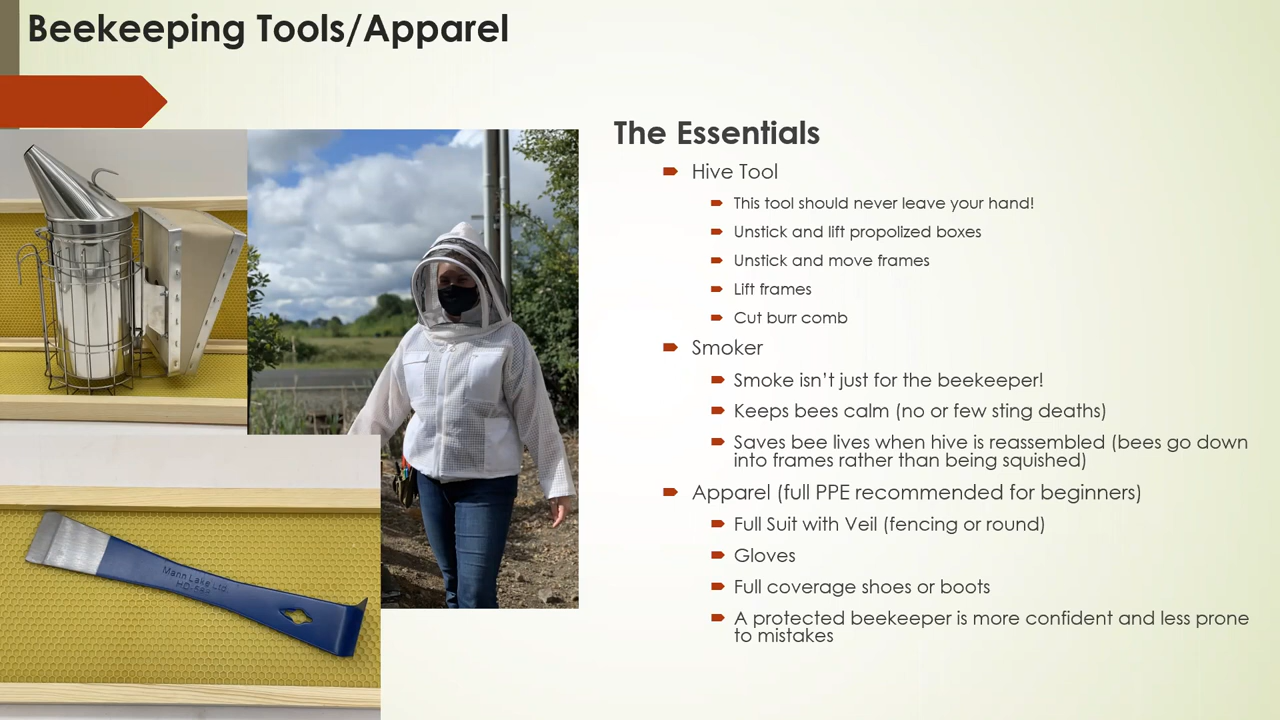 Beekeeping Tools/Apparel
The Essentials
Hive Tool
This tool should never leave your hand!
Unstick and lift propolized boxes
Unstick and move frames
Lift frames
Cut burr comb
Smoker
Smoke isn’t just for the beekeeper!
Keeps bees calm (no or few sting deaths)
Saves bee lives when hive is reassembled (bees go down
into frames rather than being squished)
Apparel (full PPE recommended for beginners)
Full Suit with Veil (fencing or round)
Gloves
Full coverage shoes or boots
A protected beekeeper is more confident and less prone
to mistakes
Mann Lake Ltd.